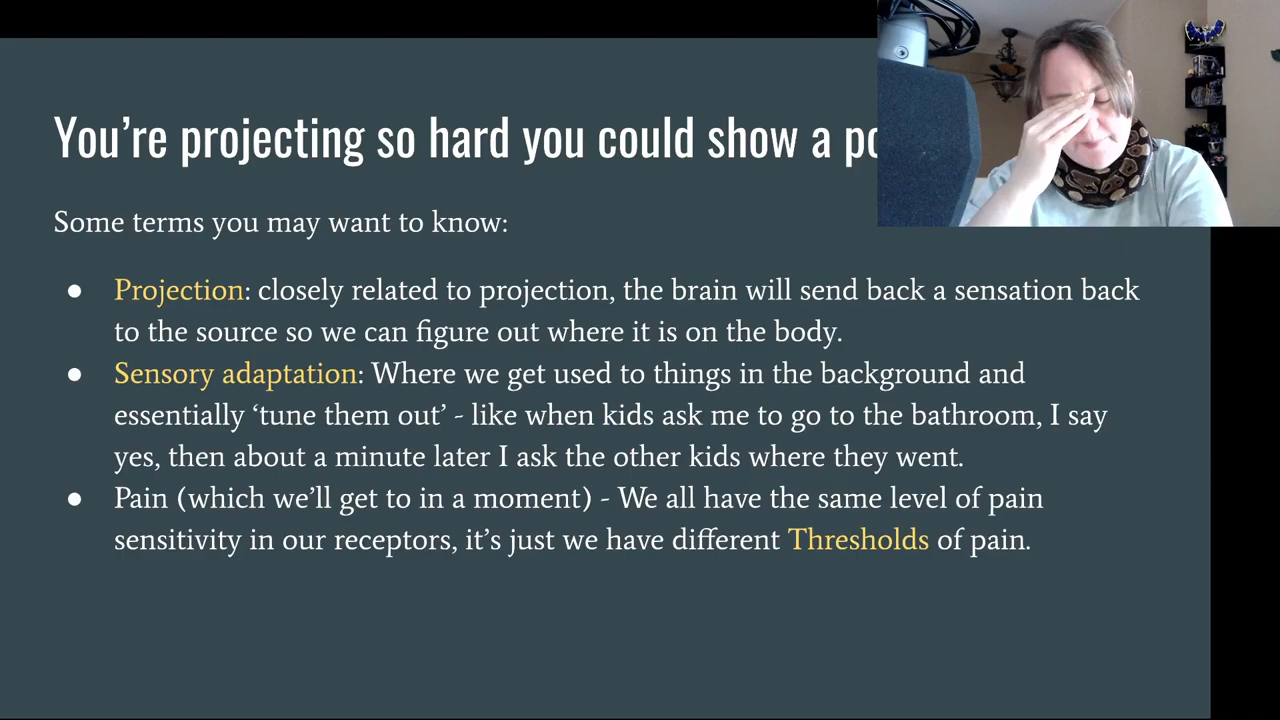 You’re projecting so hard you could show a
Some terms you may want to know:
● Projection: closely related to projection, the brain will send back a sensation back
to the source so we can figure out where it is on the body.
● Sensory adaptation: Where we get used to things in the background and
essentially ‘tune them out’ - like when kids ask me to go to the bathroom, I say
yes, then about a minute later I ask the other kids where they went.
● Pain (which we’ll get to in a moment) - We all have the same level of pain
sensitivity in our receptors, it’s just we have different Thresholds of pain.